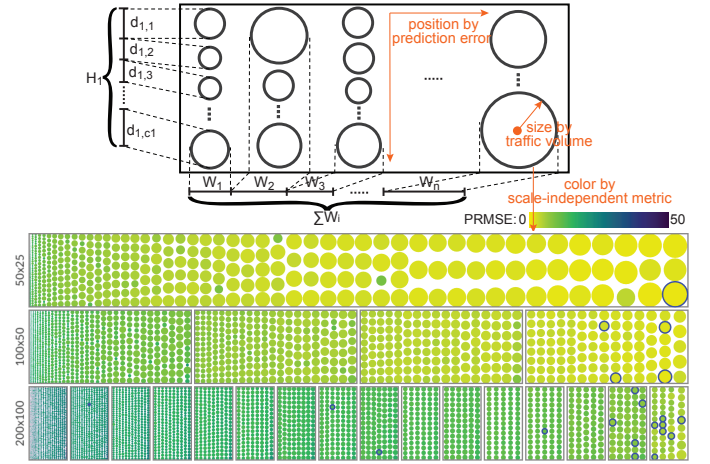 d1,1
d1,2
d1,3
d1,c1
H1
position by
prediction error
.....
size by
traffic volume
W1 W2 W3 ..... Wn
∑Wi
color by
scale-independent metric
PRMSE: 0 50
50x25
100x50
200x100